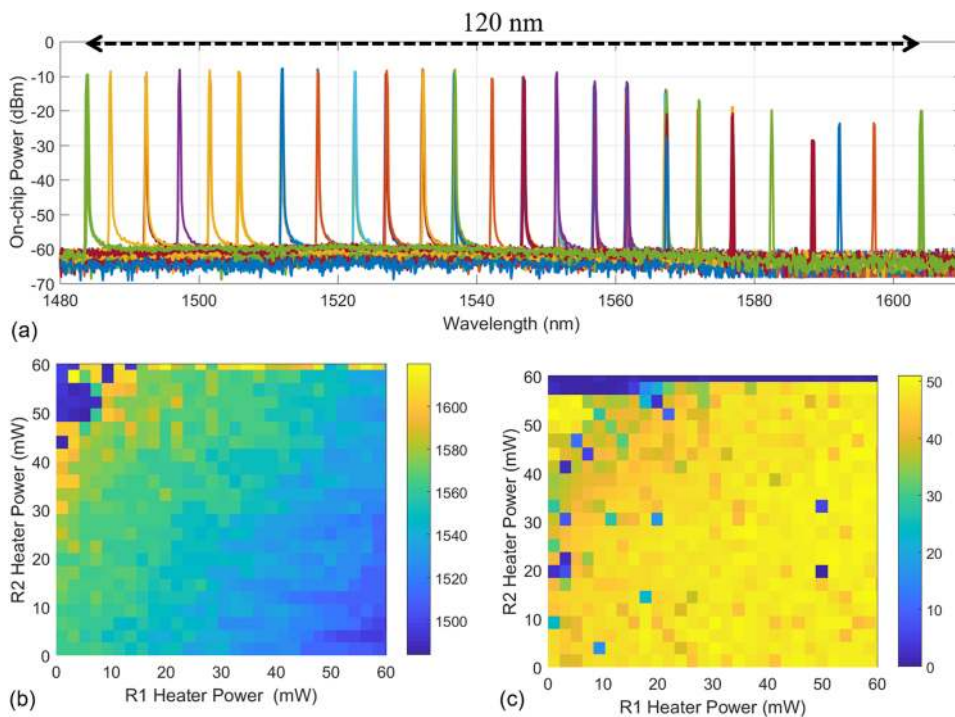 120 nm
0
-10
-20
-30
-40
-50
-60
-70
On-chip Power (dBm)
1480 1500 1520 1540 1560 1580 1600
Wavelength (nm)
(a)
60
50
40
30
20
10
0
R2 Heater Power (mW)
0 10 20 30 40 50 60
R1 Heater Power (mW)
(b)
1600
1580
1560
1540
1520
1500
60
50
40
30
20
10
0
R2 Heater Power (mW)
0 10 20 30 40 50 60
R1 Heater Power (mW)
(c)
50
40
30
20
10
0